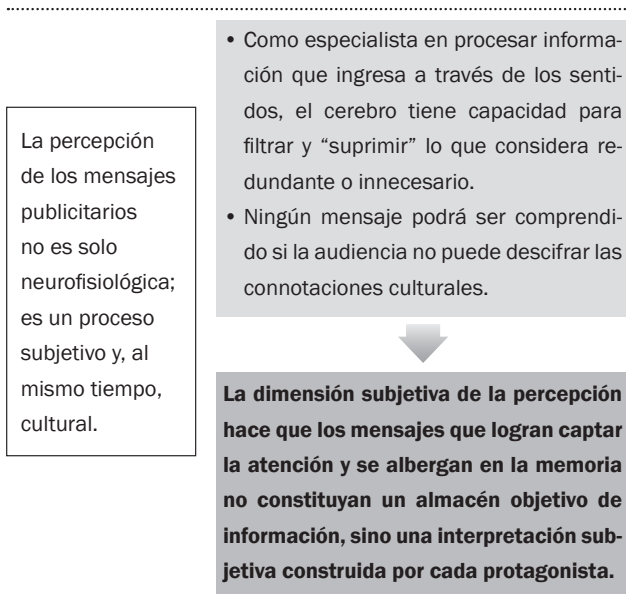 La percepción
de los mensajes
publicitarios
no es solo
neurofisiológica;
es un proceso
subjetivo y, al
mismo tiempo,
cultural.
• Como especialista en procesar informa-
ción que ingresa a través de los senti-
dos, el cerebro tiene capacidad para
filtrar y “suprimir” lo que considera re-
dundante o innecesario.
• Ningún mensaje podrá ser comprendi-
do si la audiencia no puede descifrar las
connotaciones culturales.
La dimensión subjetiva de la percepción
hace que los mensajes que logran captar
la atención y se albergan en la memoria
no constituyan un almacén objetivo de
información, sino una interpretación sub-
jetiva construida por cada protagonista.